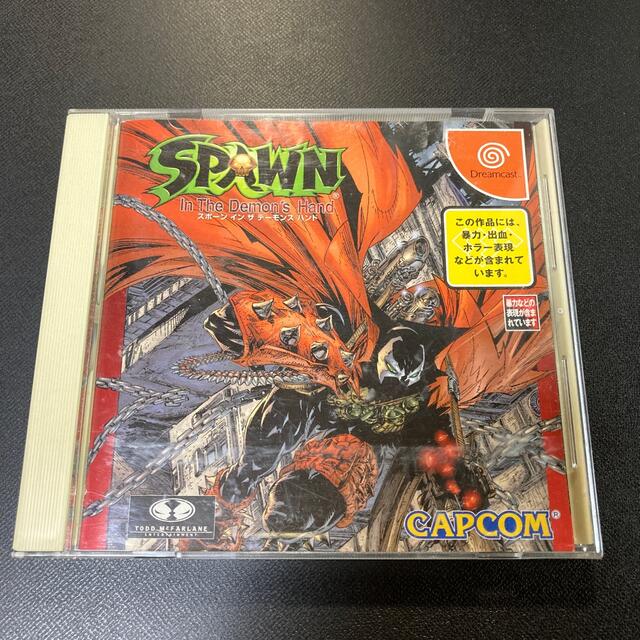 SPAWN
In The Demon's Hand
スポーン イン ザ デーモンズ ハンド
Dreamcast
この作品には、
暴力・出血・
ホラー表現
などが含まれて
います。
暴力などの
表現が含ま
れています
TODD McFARLANE
ENTERTAINMENT
CAPCOM